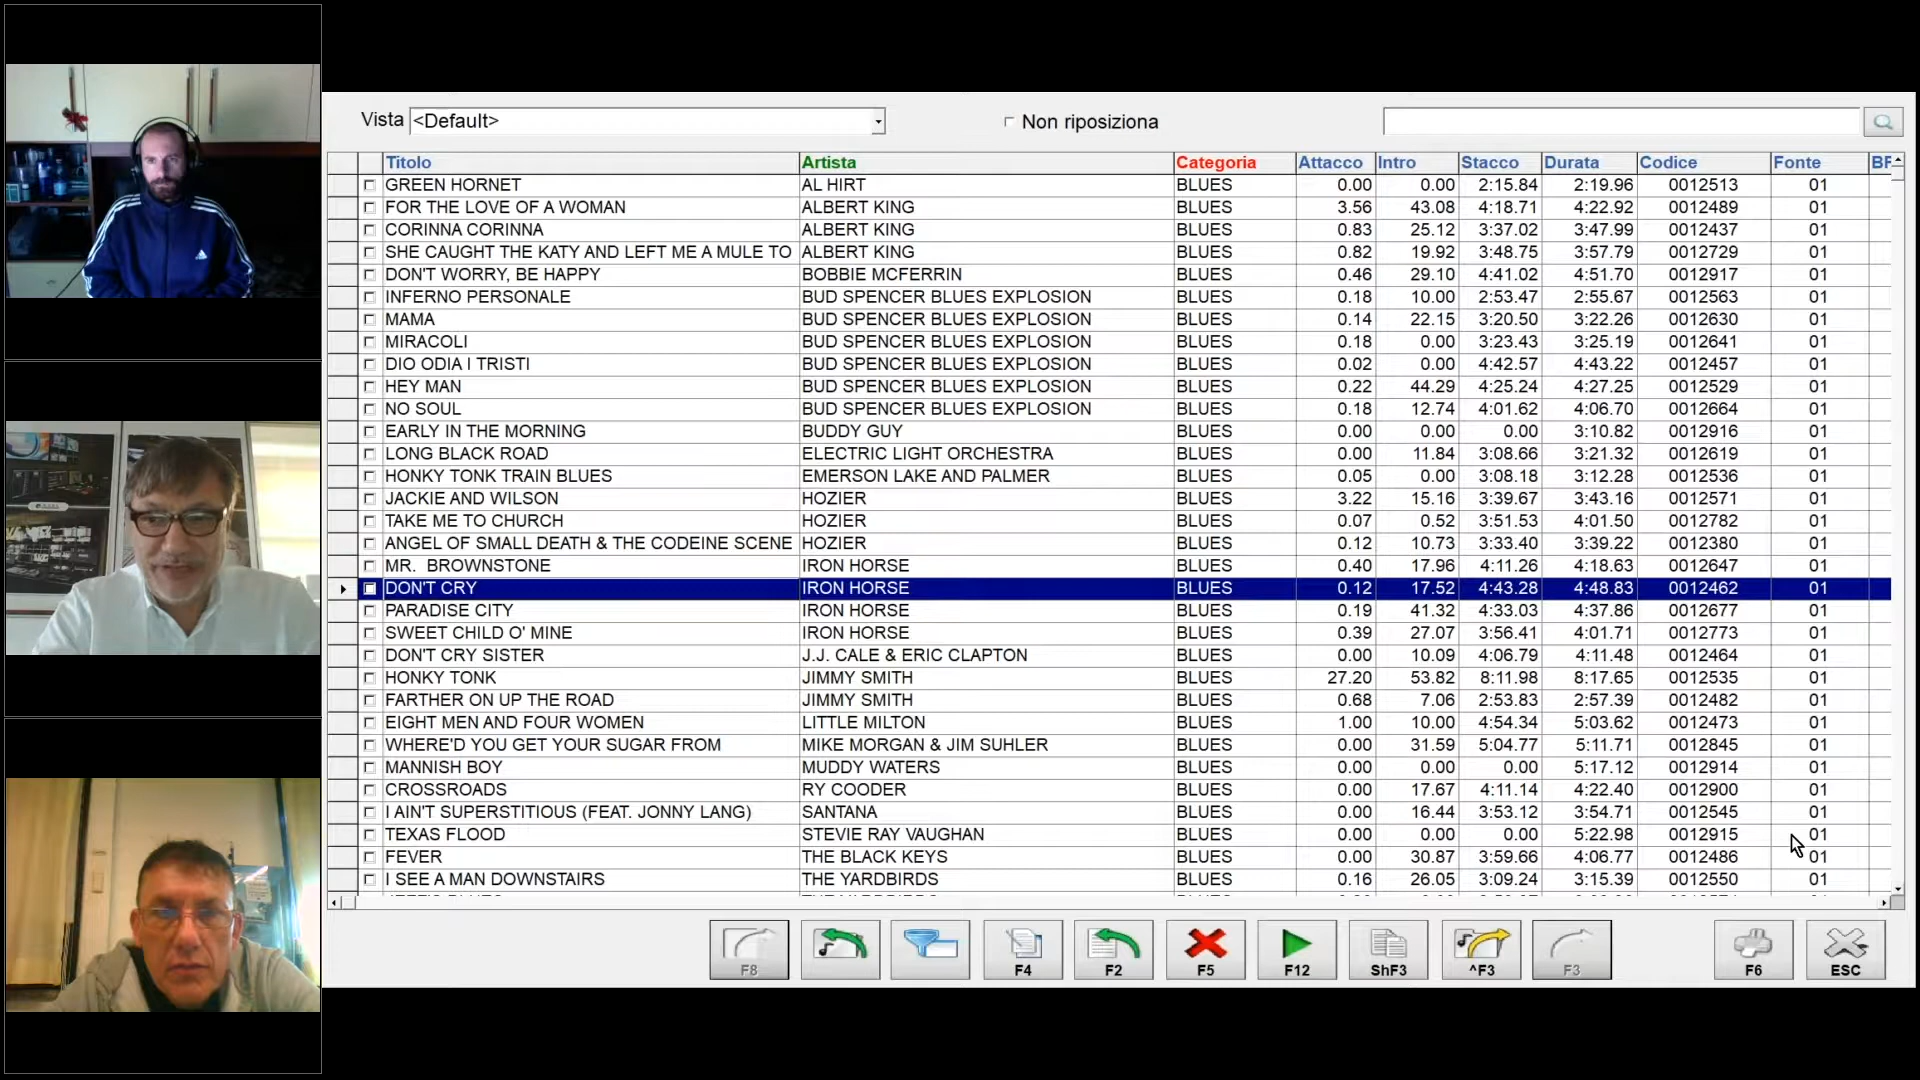 Vista <Default> Non riposiziona
Titolo Artista Categoria Attacco Intro Stacco Durata Codice Fonte
GREEN HORNET AL HIRT BLUES 0.00 0.00 2:15.84 2:19.96 0012513 01
FOR THE LOVE OF A WOMAN ALBERT KING BLUES 3.56 43.08 4:18.71 4:22.92 0012489 01
CORINNA CORINNA ALBERT KING BLUES 0.83 25.12 3:37.02 3:47.99 0012437 01
SHE CAUGHT THE KATY AND LEFT ME A MULE TO ALBERT KING BLUES 0.82 19.92 3:48.75 3:57.79 0012729 01
DON'T WORRY, BE HAPPY BOBBIE MCFERRIN BLUES 0.46 29.10 4:41.02 4:51.70 0012917 01
INFERNO PERSONALE BUD SPENCER BLUES EXPLOSION BLUES 0.18 10.00 2:53.47 2:55.67 0012563 01
MAMA BUD SPENCER BLUES EXPLOSION BLUES 0.14 22.15 3:20.50 3:22.26 0012630 01
MIRACOLI BUD SPENCER BLUES EXPLOSION BLUES 0.18 0.00 3:23.43 3:25.19 0012641 01
DIO ODIA I TRISTI BUD SPENCER BLUES EXPLOSION BLUES 0.02 0.00 4:42.57 4:43.22 0012457 01
HEY MAN BUD SPENCER BLUES EXPLOSION BLUES 0.22 44.29 4:25.24 4:27.25 0012529 01
NO SOUL BUD SPENCER BLUES EXPLOSION BLUES 0.18 12.74 4:01.62 4:06.70 0012664 01
EARLY IN THE MORNING BUDDY GUY BLUES 0.00 0.00 0.00 3:10.82 0012916 01
LONG BLACK ROAD ELECTRIC LIGHT ORCHESTRA BLUES 0.00 11.84 3:08.66 3:21.32 0012619 01
HONKY TONK TRAIN BLUES EMERSON LAKE AND PALMER BLUES 0.05 0.00 3:08.18 3:12.28 0012536 01
JACKIE AND WILSON HOZIER BLUES 3.22 15.16 3:39.67 3:43.16 0012571 01
TAKE ME TO CHURCH HOZIER BLUES 0.07 0.52 3:51.53 4:01.50 0012782 01
ANGEL OF SMALL DEATH & THE CODEINE SCENE HOZIER BLUES 0.12 10.73 3:33.40 3:39.22 0012380 01
MR. BROWNSTONE IRON HORSE BLUES 0.40 17.96 4:11.26 4:18.63 0012647 01
DON'T CRY IRON HORSE BLUES 0.12 17.52 4:43.28 4:48.83 0012462 01
PARADISE CITY IRON HORSE BLUES 0.19 41.32 4:33.03 4:37.86 0012677 01
SWEET CHILD O' MINE IRON HORSE BLUES 0.39 27.07 3:56.41 4:01.71 0012773 01
DON'T CRY SISTER J.J. CALE & ERIC CLAPTON BLUES 0.00 10.09 4:06.79 4:11.48 0012464 01
HONKY TONK JIMMY SMITH BLUES 27.20 53.82 8:11.98 8:17.65 0012535 01
FARTHER ON UP THE ROAD JIMMY SMITH BLUES 0.68 7.06 2:53.83 2:57.39 0012482 01
EIGHT MEN AND FOUR WOMEN LITTLE MILTON BLUES 1.00 10.00 4:54.34 5:03.62 0012473 01
WHERE'D YOU GET YOUR SUGAR FROM MIKE MORGAN & JIM SUHLER BLUES 0.00 31.59 5:04.77 5:11.71 0012845 01
MANNISH BOY MUDDY WATERS BLUES 0.00 0.00 0.00 5:17.12 0012914 01
CROSSROADS RY COODER BLUES 0.00 17.67 4:11.14 4:22.40 0012900 01
I AIN'T SUPERSTITIOUS (FEAT. JONNY LANG) SANTANA BLUES 0.00 16.44 3:53.12 3:54.71 0012545 01
TEXAS FLOOD STEVIE RAY VAUGHAN BLUES 0.00 0.00 0.00 5:22.98 0012915 01
FEVER THE BLACK KEYS BLUES 0.00 30.87 3:59.66 4:06.77 0012486 01
I SEE A MAN DOWNSTAIRS THE YARDBIRDS BLUES 0.16 26.05 3:09.24 3:15.39 0012550 01
F8 F4 F2 F5 F12 ShF3 ^F3 F3 F6 ESC